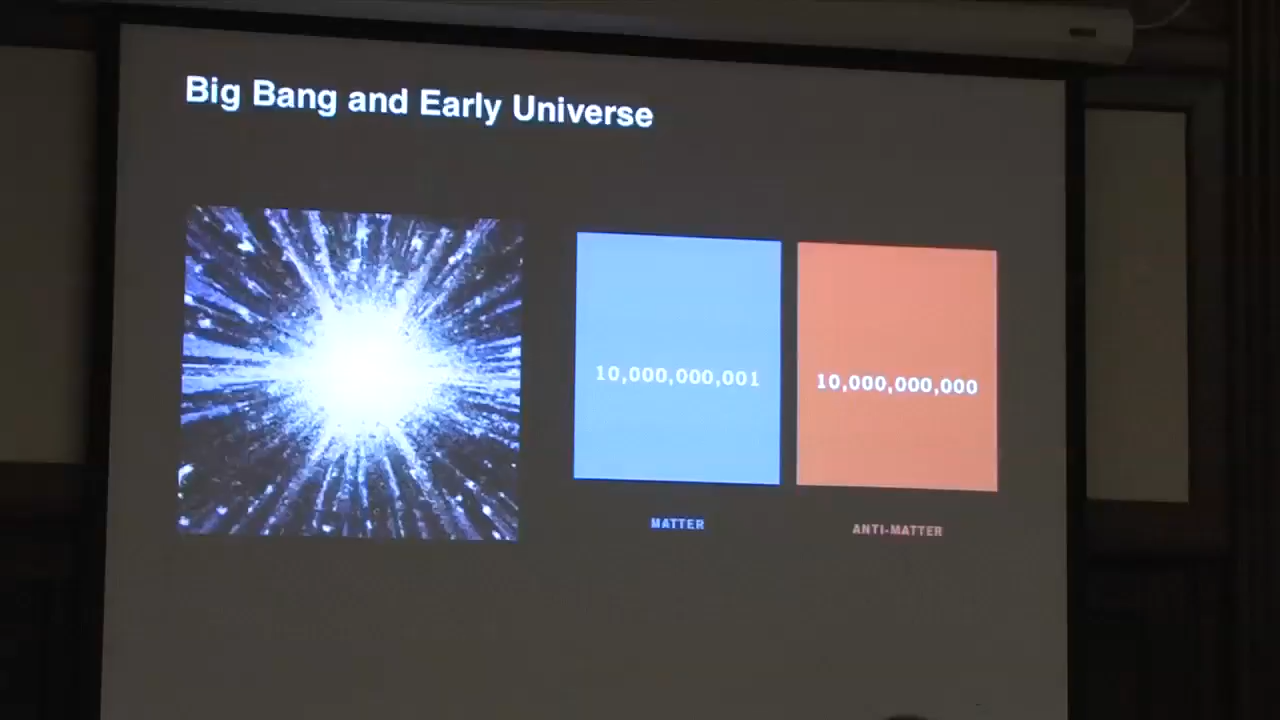 Big Bang and Early Universe
10,000,000,001
10,000,000,000
MATTER
ANTI-MATTER